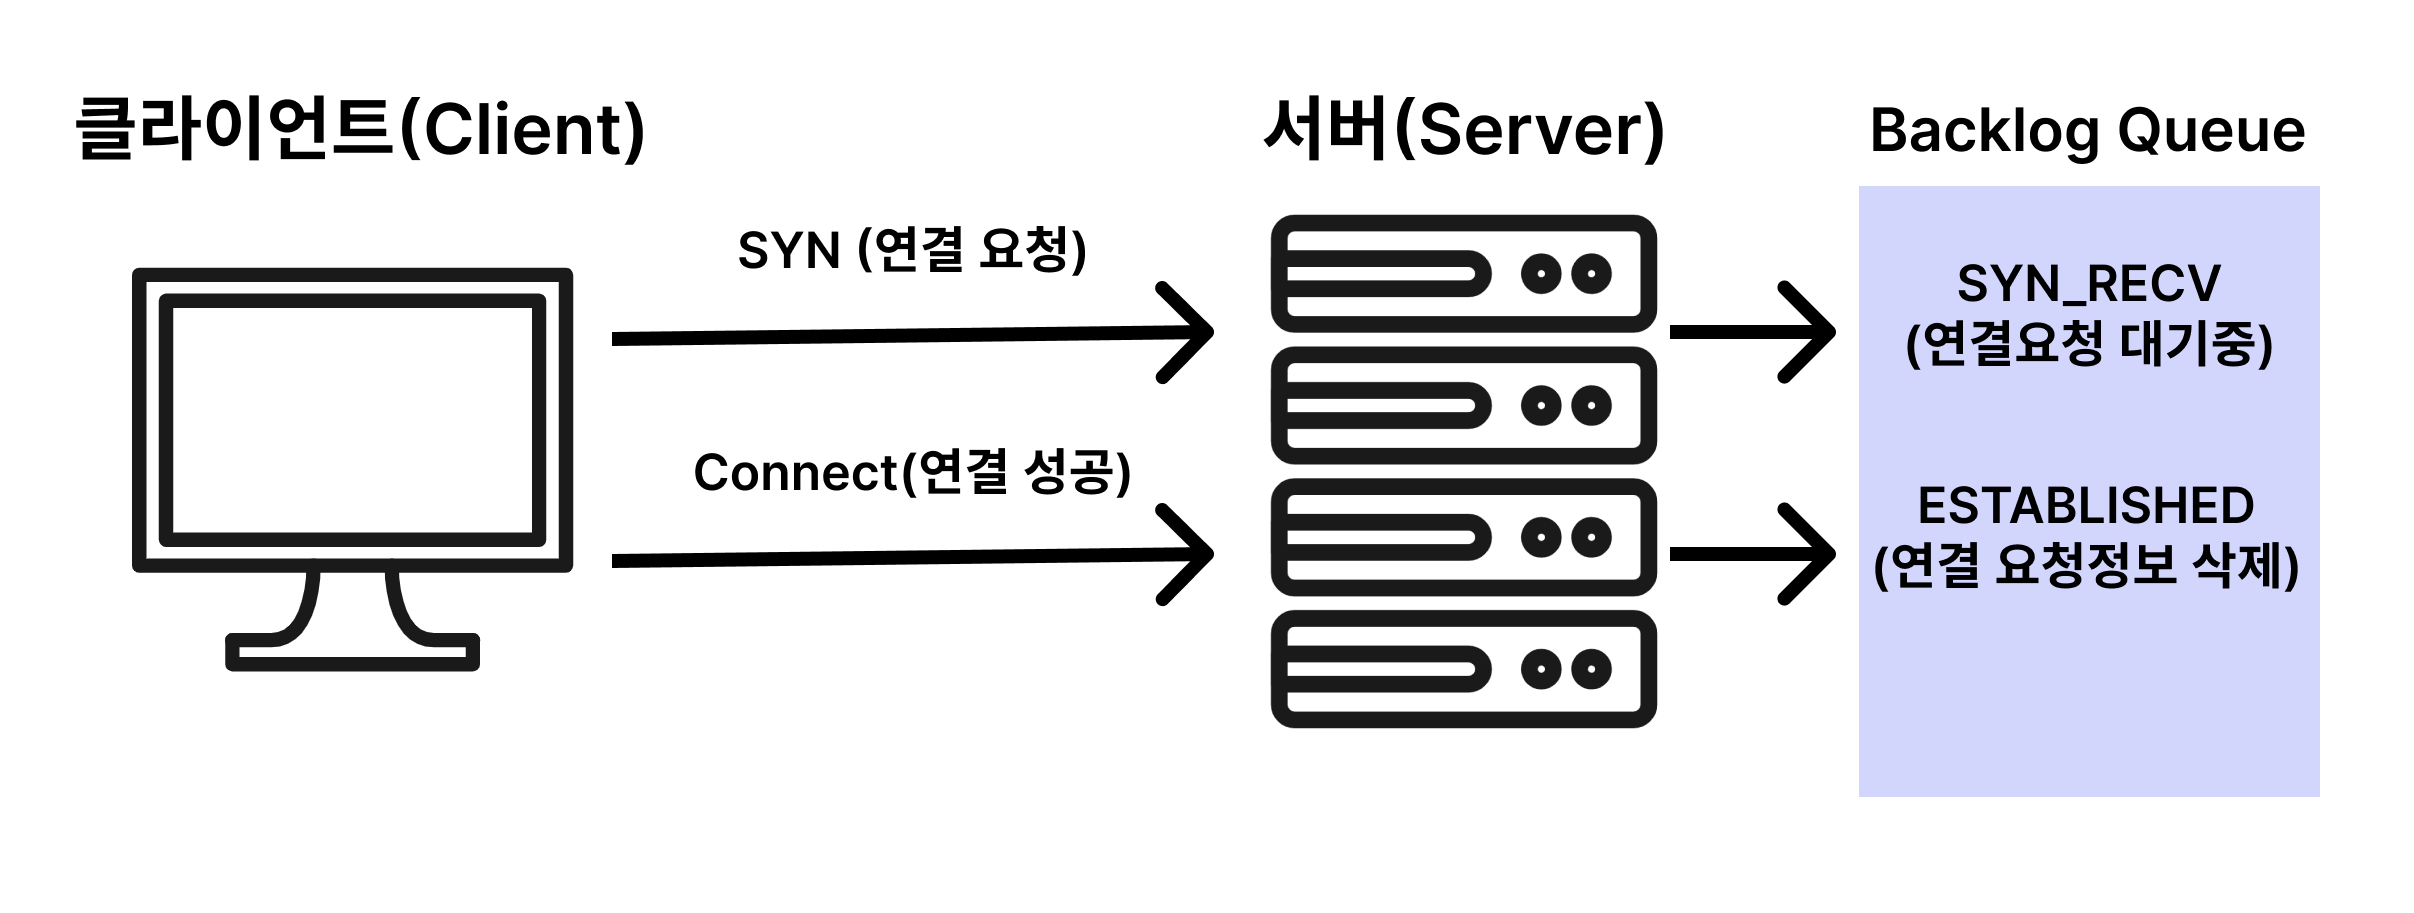 클라이언트(Client)
서버(Server)
Backlog Queue
SYN (연결 요청)
SYN_RECV
(연결요청 대기중)
Connect(연결 성공)
ESTABLISHED
(연결 요청정보 삭제)